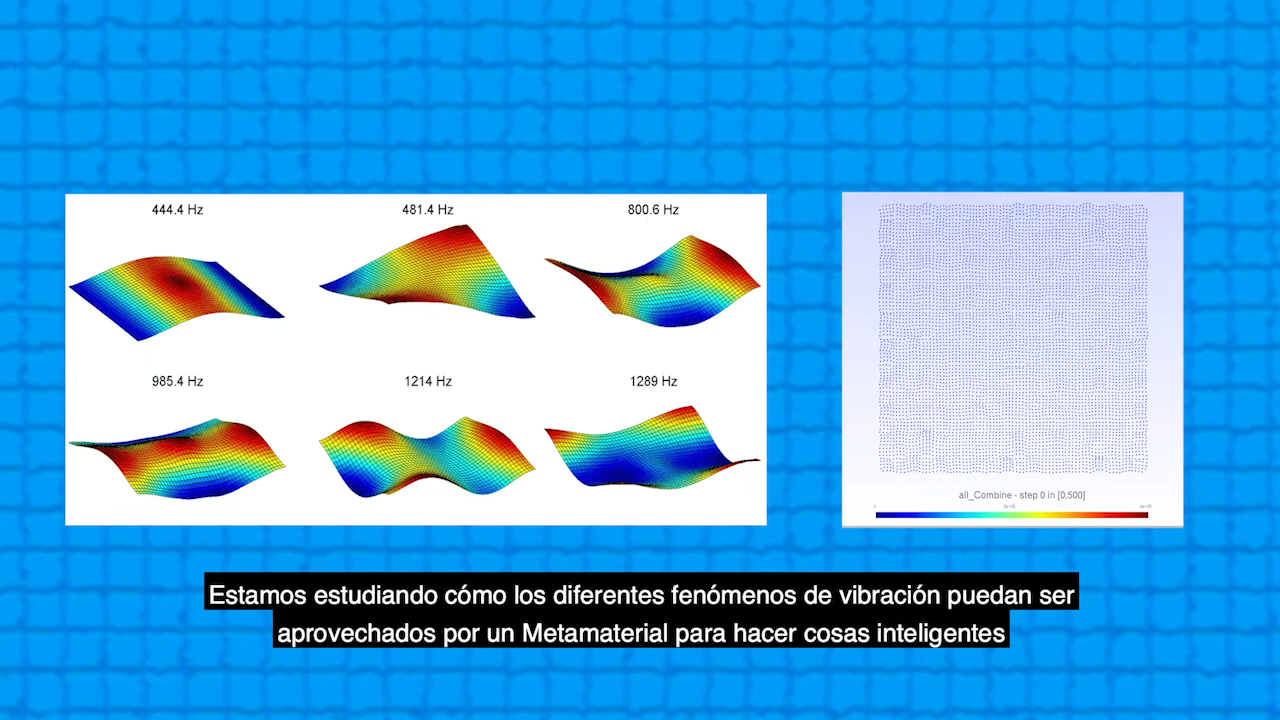 444.4 Hz
481.4 Hz
800.6 Hz
985.4 Hz
1214 Hz
1289 Hz
all_Combine - step 0 in [0,500]
Estamos estudiando cómo los diferentes fenómenos de vibración puedan ser
aprovechados por un Metamaterial para hacer cosas inteligentes